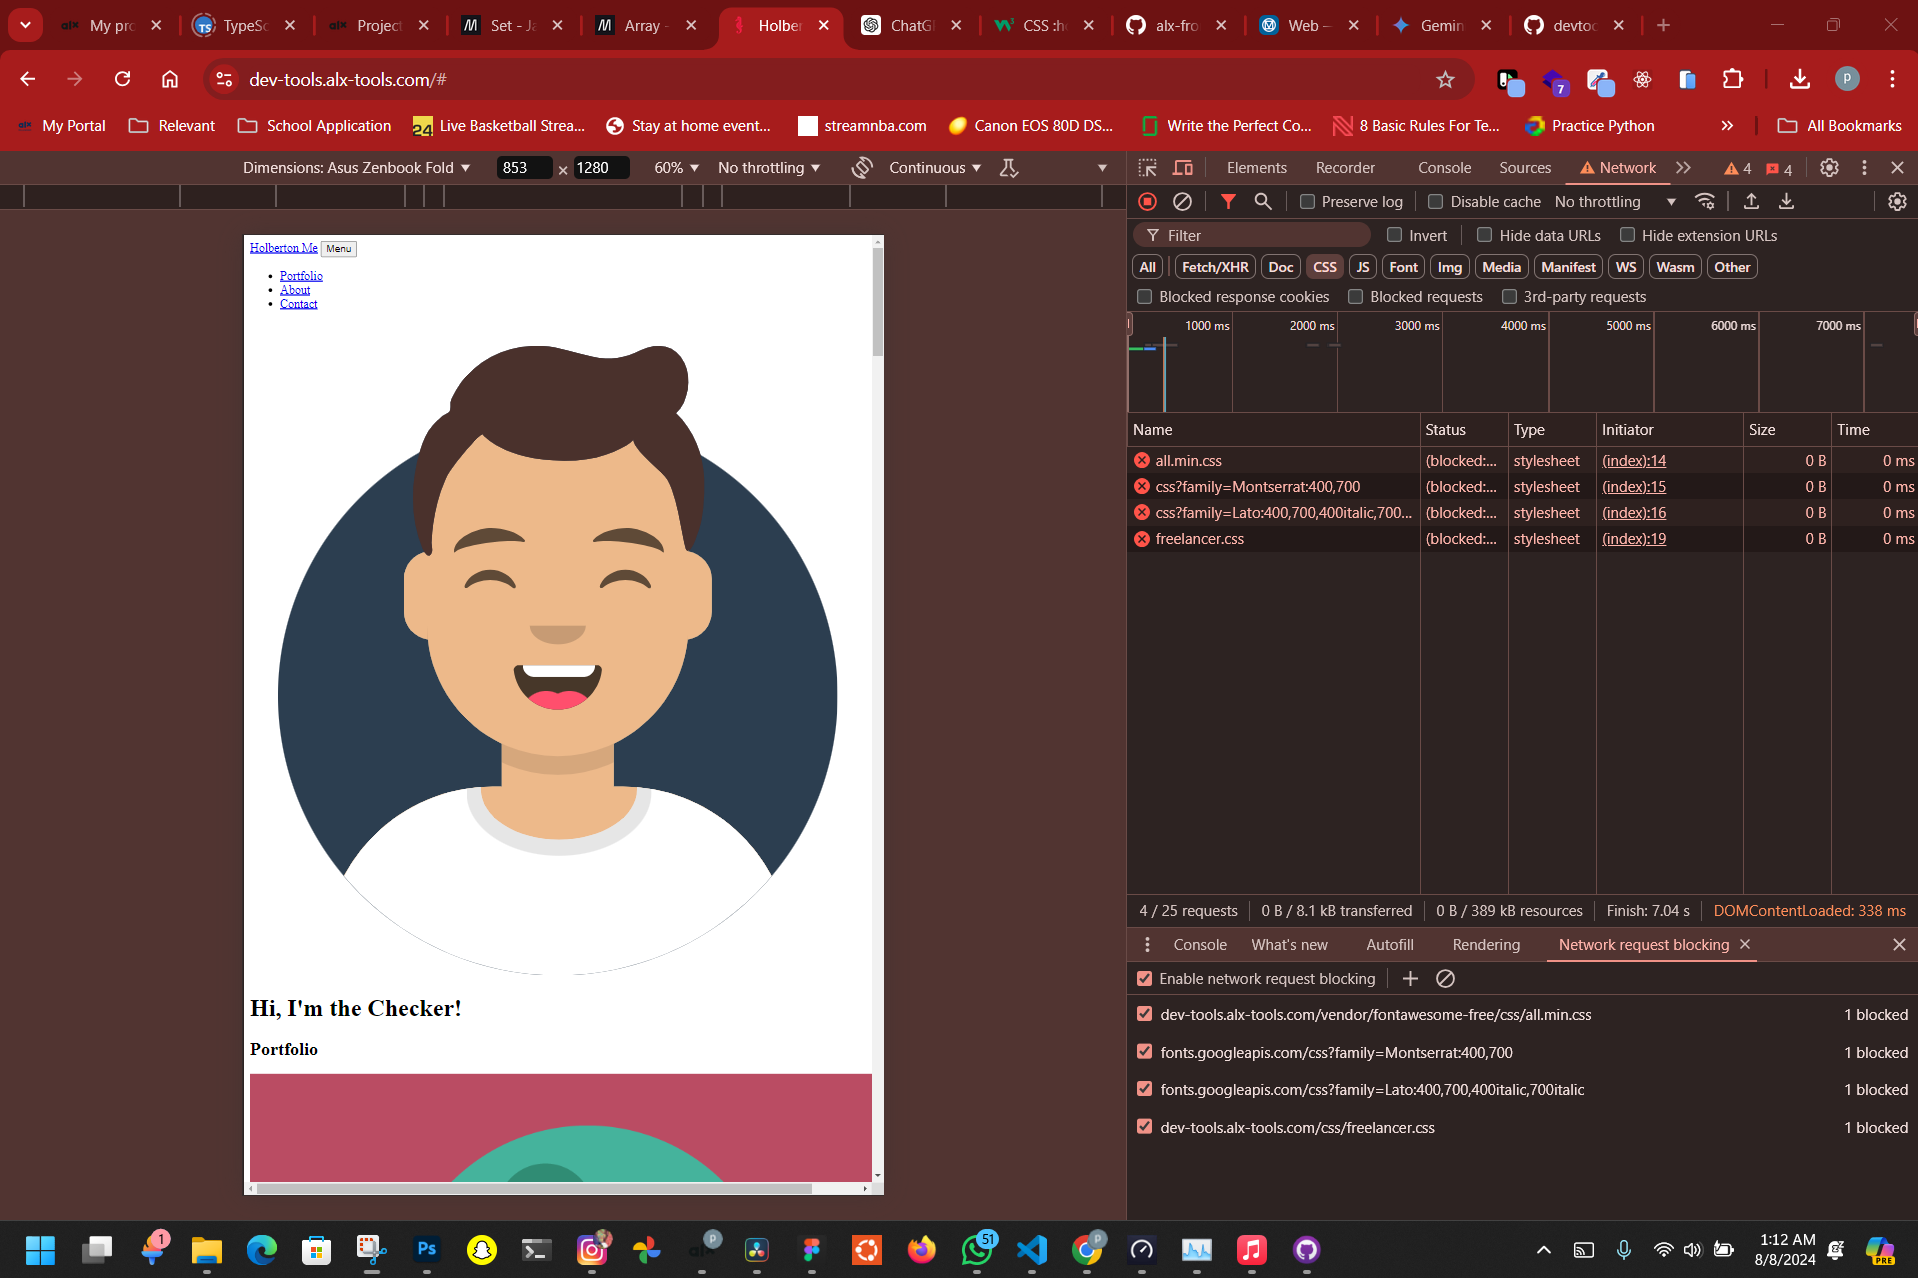 My pro
TypeSc
Project
Set - Ja
Array -
Holber
ChatG
CSS :h
alx-fro
Web –
Gemin
devtoo
dev-tools.alx-tools.com/#
7
P
My Portal
Relevant
School Application
24
Live Basketball Strea...
Stay at home event...
streamnba.com
Canon EOS 80D DS...
Write the Perfect Co...
8 Basic Rules For Te...
Practice Python
All Bookmarks
Dimensions: Asus Zenbook Fold
853 × 1280
60%
No throttling
Continuous
Elements
Recorder
Console
Sources
Network
4
4
Preserve log
Disable cache
No throttling
Filter
Invert
Hide data URLs
Hide extension URLs
All
Fetch/XHR
Doc
CSS
JS
Font
Img
Media
Manifest
WS
Wasm
Other
Blocked response cookies
Blocked requests
3rd-party requests
1000 ms
2000 ms
3000 ms
4000 ms
5000 ms
6000 ms
7000 ms
Name Status Type Initiator Size Time
all.min.css (blocked:... stylesheet (index):14 0 B 0 ms
css?family=Montserrat:400,700 (blocked:... stylesheet (index):15 0 B 0 ms
css?family=Lato:400,700,400italic,700... (blocked:... stylesheet (index):16 0 B 0 ms
freelancer.css (blocked:... stylesheet (index):19 0 B 0 ms
4 / 25 requests
0 B / 8.1 kB transferred
0 B / 389 kB resources
Finish: 7.04 s
DOMContentLoaded: 338 ms
Console
What's new
Autofill
Rendering
Network request blocking
Enable network request blocking
dev-tools.alx-tools.com/vendor/fontawesome-free/css/all.min.css 1 blocked
fonts.googleapis.com/css?family=Montserrat:400,700 1 blocked
fonts.googleapis.com/css?family=Lato:400,700,400italic,700italic 1 blocked
dev-tools.alx-tools.com/css/freelancer.css 1 blocked
Holberton Me Menu
Portfolio
About
Contact
Hi, I'm the Checker!
Portfolio
1
Ps
P
51
P
1:12 AM
8/8/2024
PRE